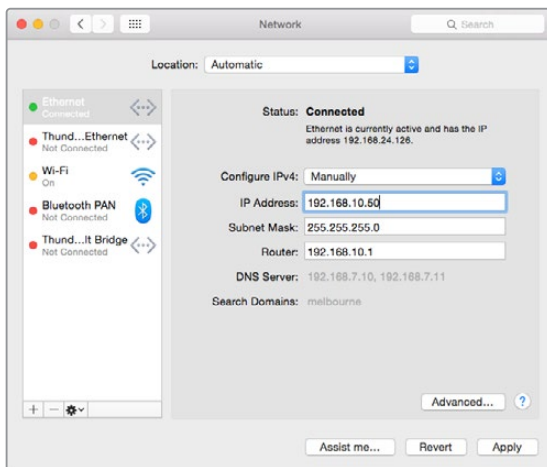 Network
Search
Location: Automatic
Ethernet
Connected
Thund...Ethernet
Not Connected
Wi-Fi
On
Bluetooth PAN
Not Connected
Thund...lt Bridge
Not Connected
Status: Connected
Ethernet is currently active and has the IP
address 192.168.24.126.
Configure IPv4: Manually
IP Address: 192.168.10.50
Subnet Mask: 255.255.255.0
Router: 192.168.10.1
DNS Server: 192.168.7.10, 192.168.7.11
Search Domains: melbourne
Advanced... ?
Assist me... Revert Apply